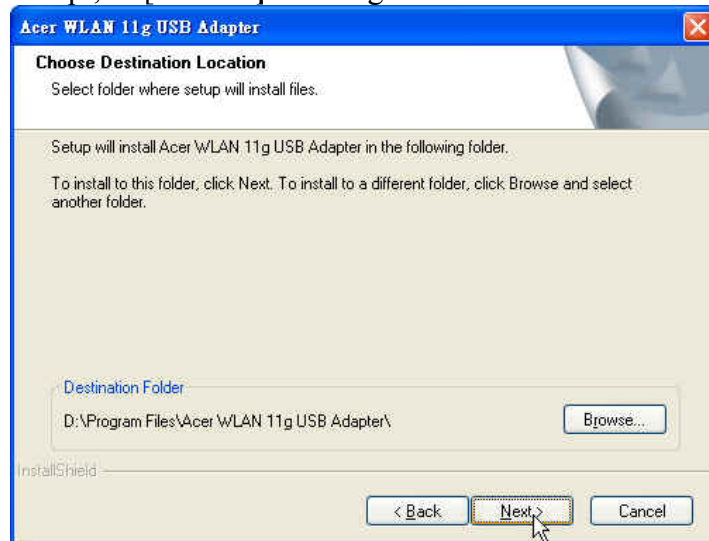 Acer WLAN 11g USB Adapter
Choose Destination Location
Select folder where setup will install files.
Setup will install Acer WLAN 11g USB Adapter in the following folder.
To install to this folder, click Next. To install to a different folder, click Browse and select
another folder.
Destination Folder
D:\Program Files\Acer WLAN 11g USB Adapter\
Browse...
InstallShield
< Back
Next >
Cancel